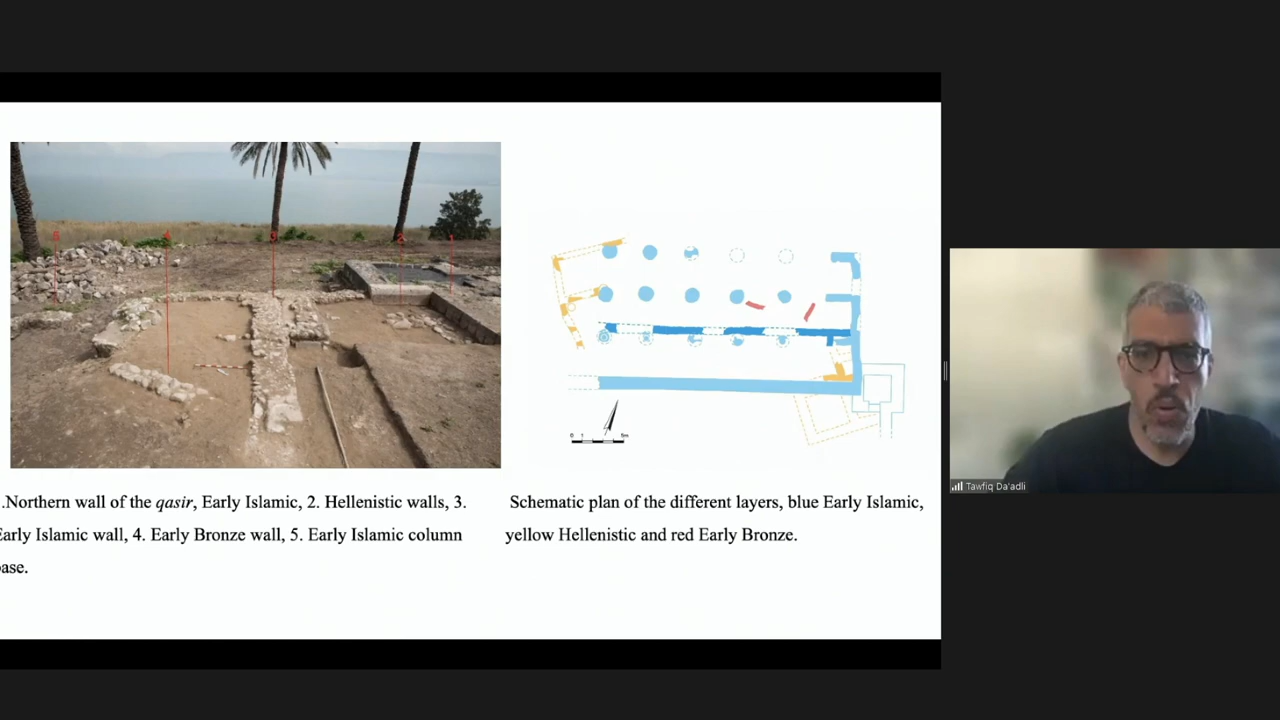 .Northern wall of the qasir, Early Islamic, 2. Hellenistic walls, 3.
Early Islamic wall, 4. Early Bronze wall, 5. Early Islamic column
base.
Schematic plan of the different layers, blue Early Islamic,
yellow Hellenistic and red Early Bronze.
Tawfiq Da'adli